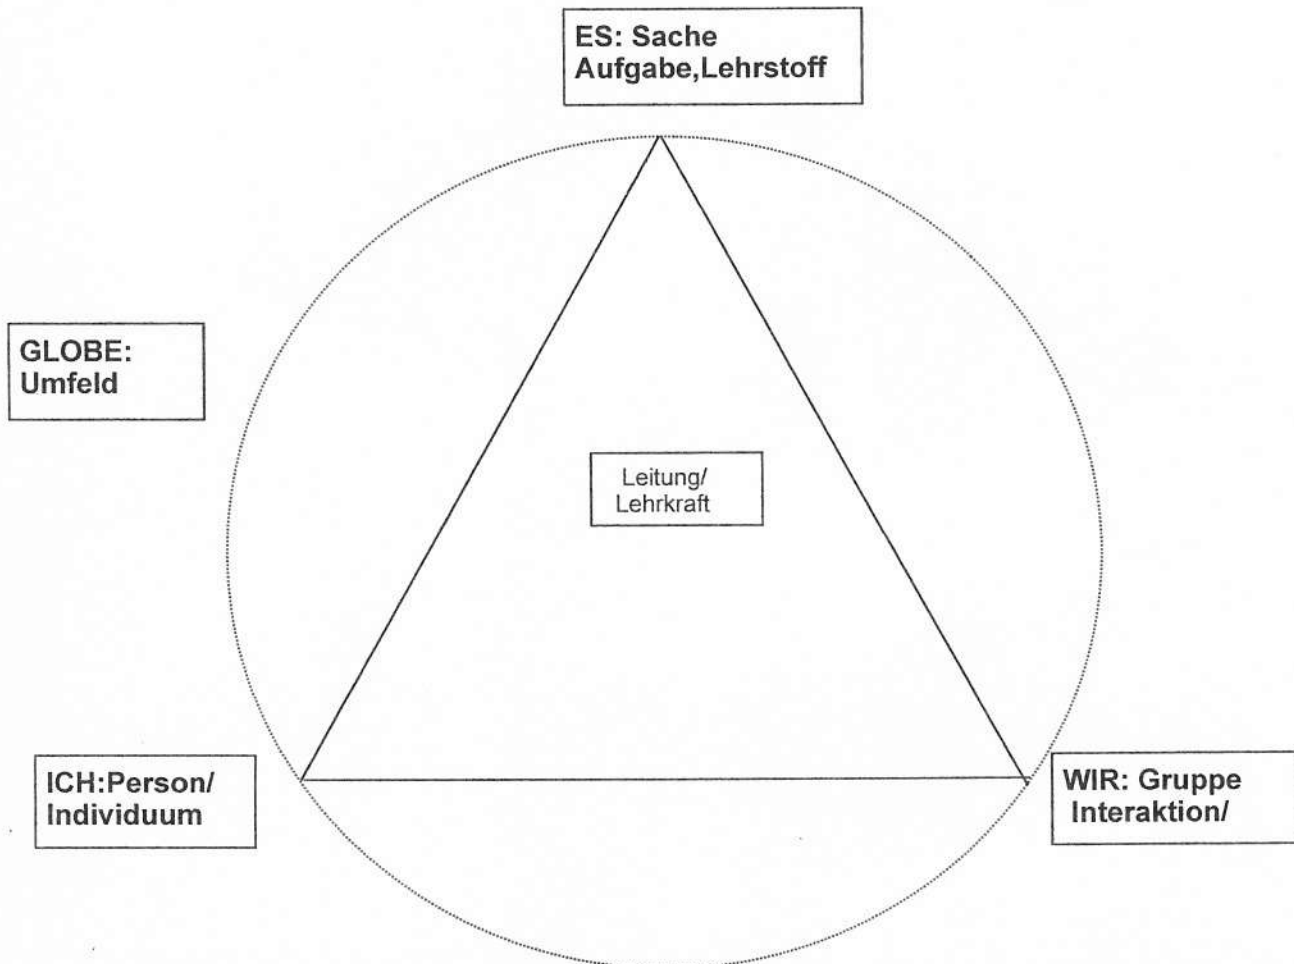 ES: Sache
Aufgabe,Lehrstoff
GLOBE:
Umfeld
Leitung/
Lehrkraft
ICH:Person/
Individuum
WIR: Gruppe
Interaktion/